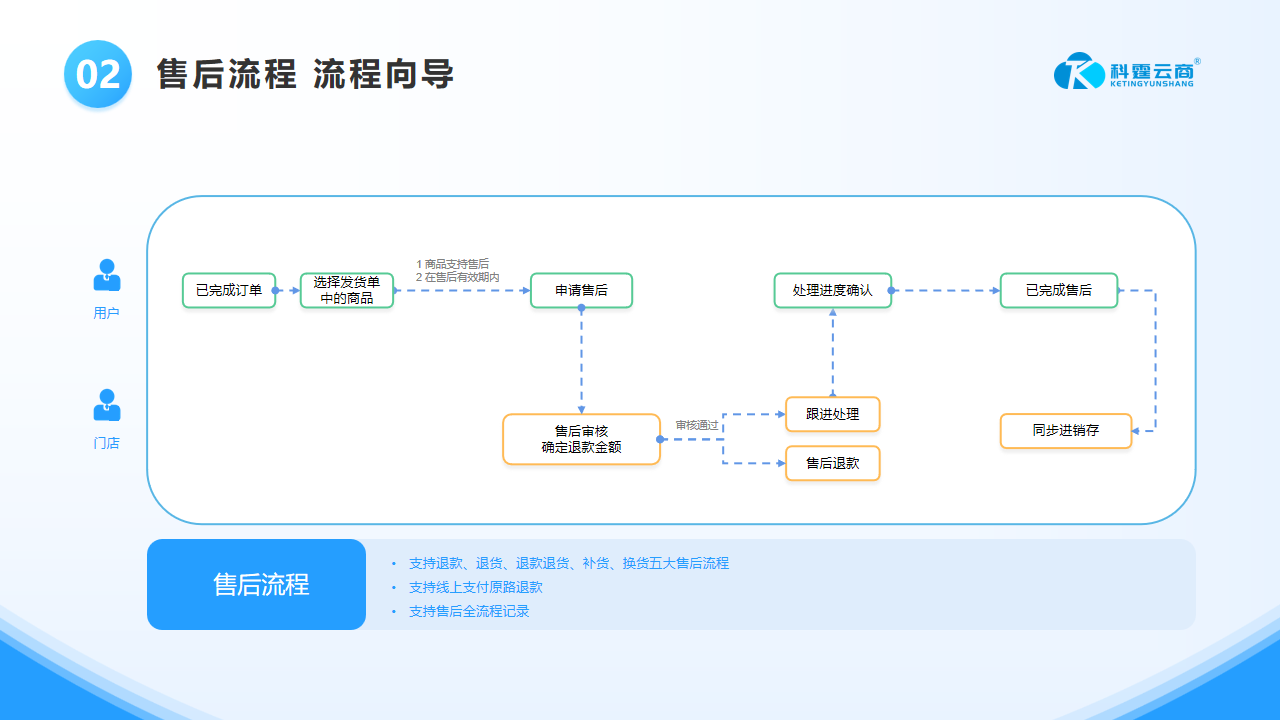 02
售后流程 流程向导
科霆云商®
KETINGYUNSHANG
用户
已完成订单
选择发货单
中的商品
1 商品支持售后
2 在售后有效期内
申请售后
处理进度确认
已完成售后
门店
售后审核
确定退款金额
审核通过
跟进处理
售后退款
同步进销存
售后流程
• 支持退款、退货、退款退货、补货、换货五大售后流程
• 支持线上支付原路退款
• 支持售后全流程记录